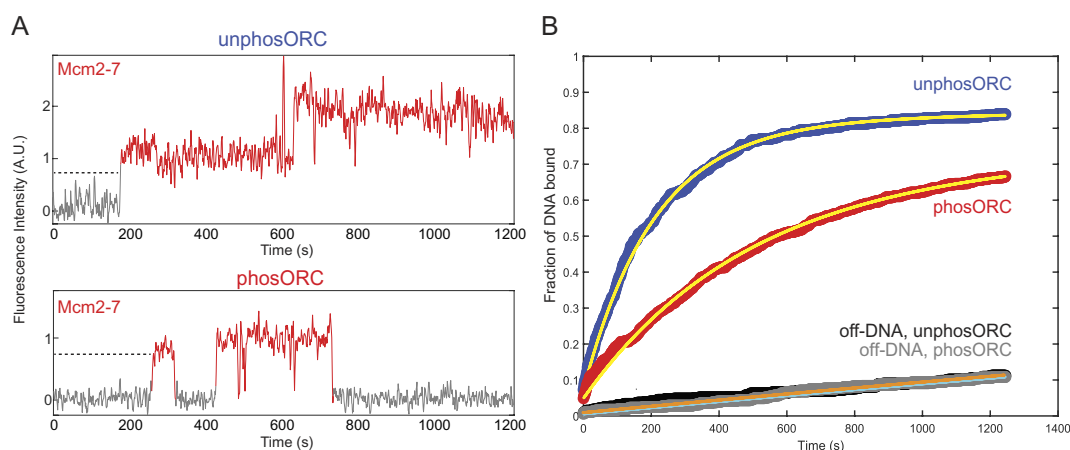 A
unphosORC
Mcm2-7
2
1
0
0 200 400 600 800 1000 1200
Time (s)
Fluorescence Intensity (A.U.)
phosORC
Mcm2-7
1
0
0 200 400 600 800 1000 1200
Time (s)
B
1
0.9
0.8
0.7
0.6
0.5
0.4
0.3
0.2
0.1
0
Fraction of DNA bound
unphosORC
phosORC
off-DNA, unphosORC
off-DNA, phosORC
0 200 400 600 800 1000 1200 1400
Time (s)